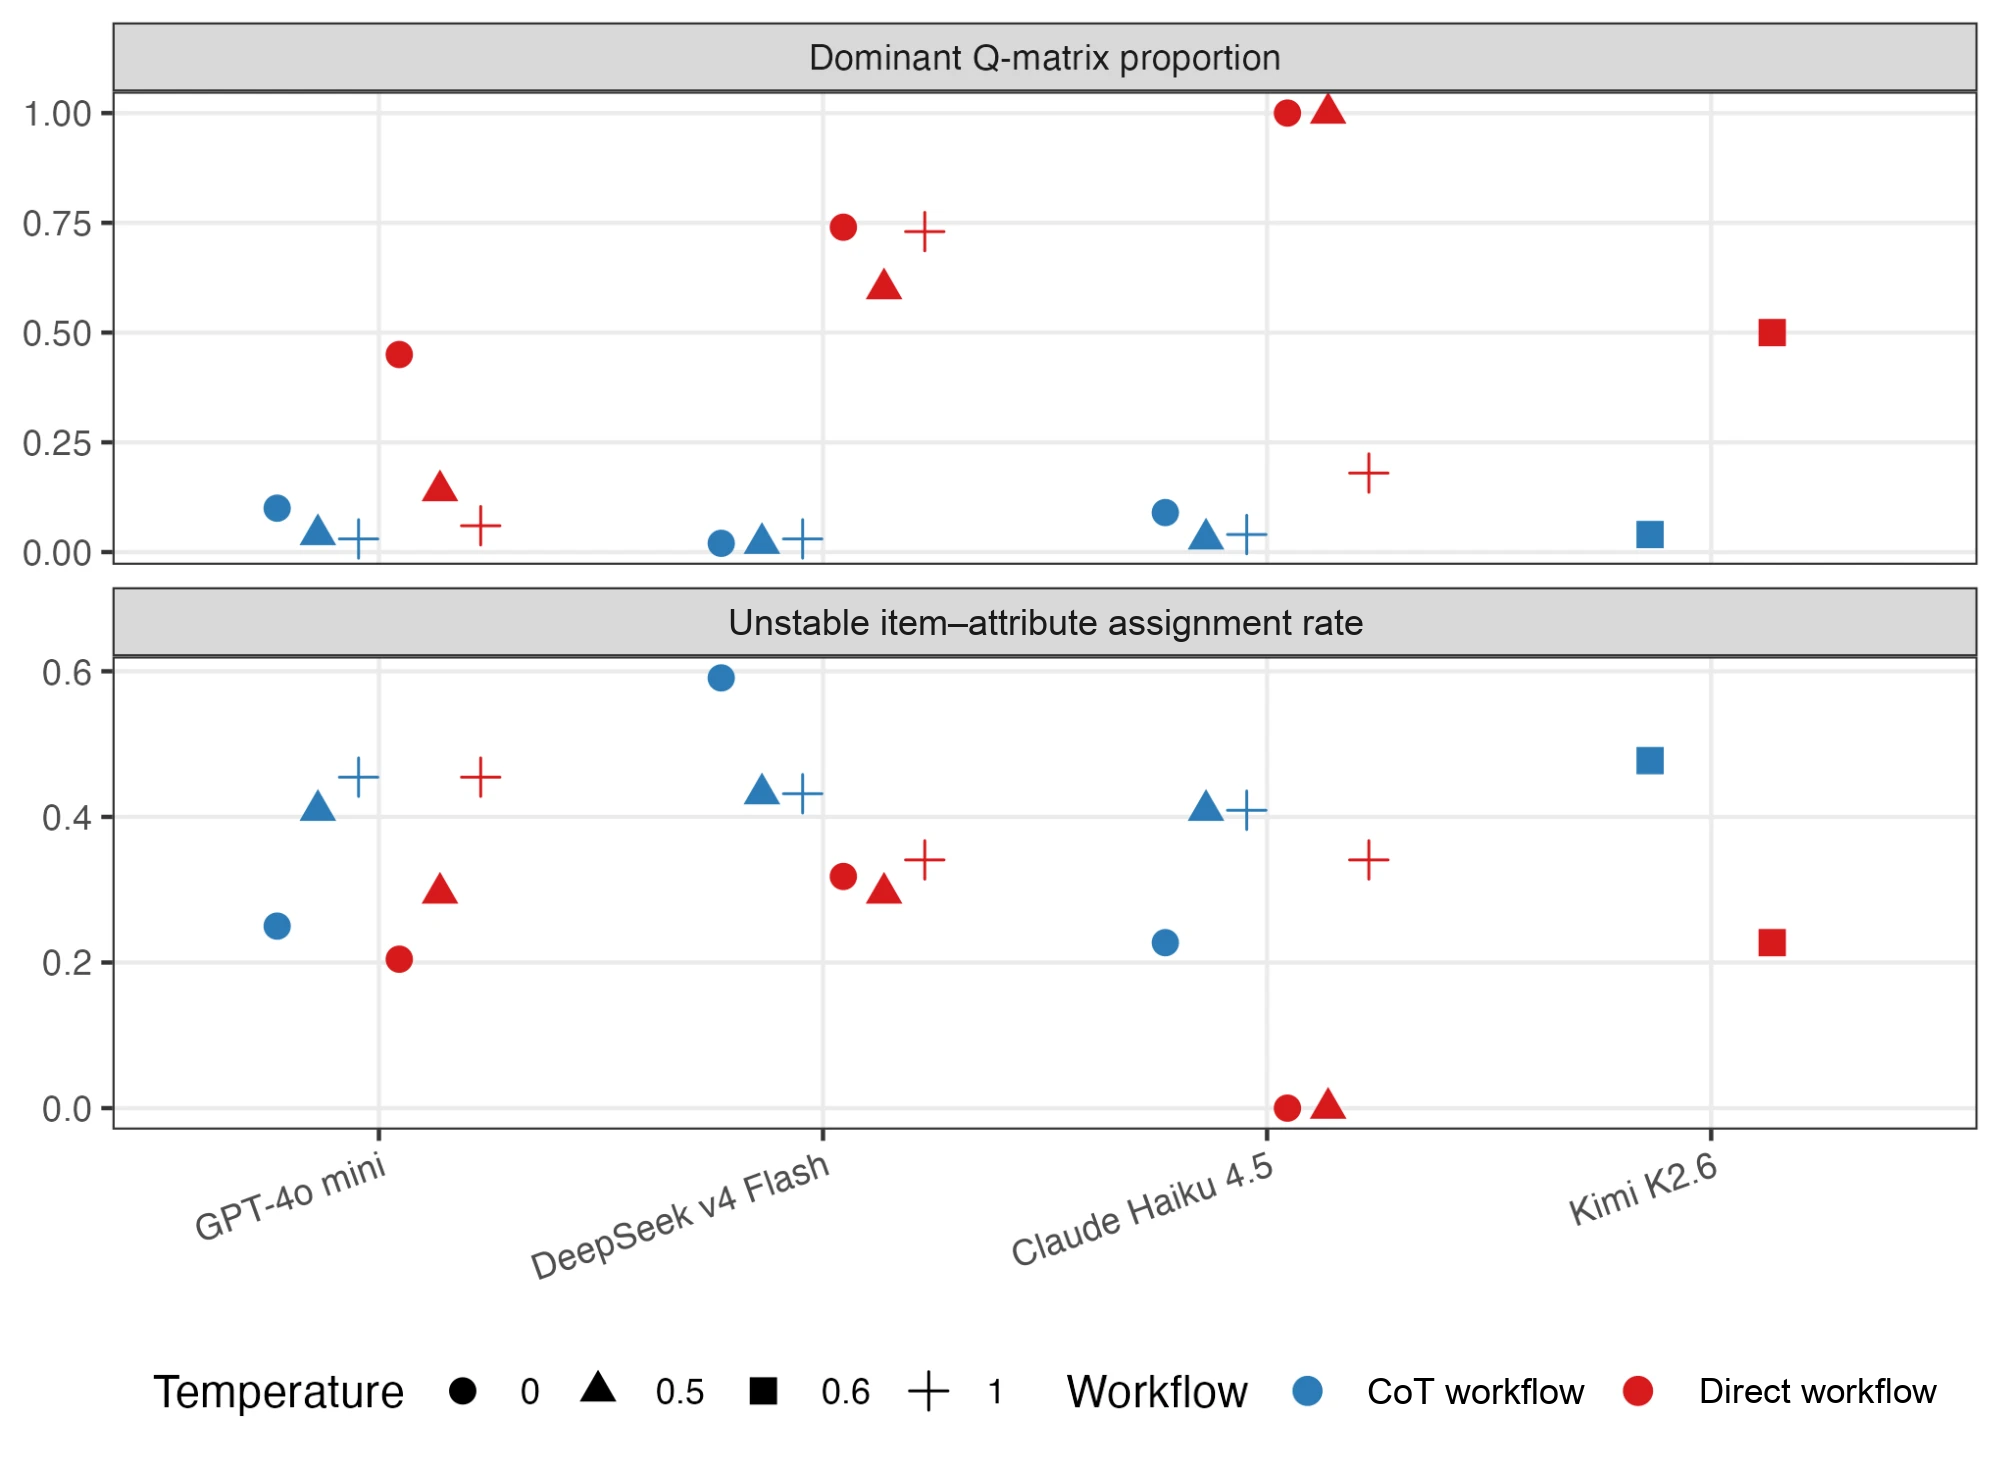 Dominant Q-matrix proportion
1.00
0.75
0.50
0.25
0.00
Unstable item–attribute assignment rate
0.6
0.4
0.2
0.0
GPT-4o mini
DeepSeek v4 Flash
Claude Haiku 4.5
Kimi K2.6
Temperature 0 0.5 0.6 1 Workflow CoT workflow Direct workflow